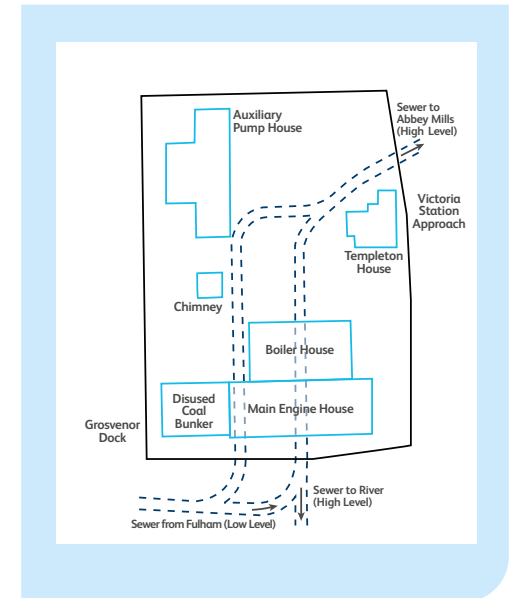 Auxiliary
Pump House
Sewer to
Abbey Mills
(High Level)
Victoria
Station
Approach
Templeton
House
Chimney
Boiler House
Disused
Coal
Bunker
Main Engine House
Grosvenor
Dock
Sewer to River
(High Level)
Sewer from Fulham (Low Level)